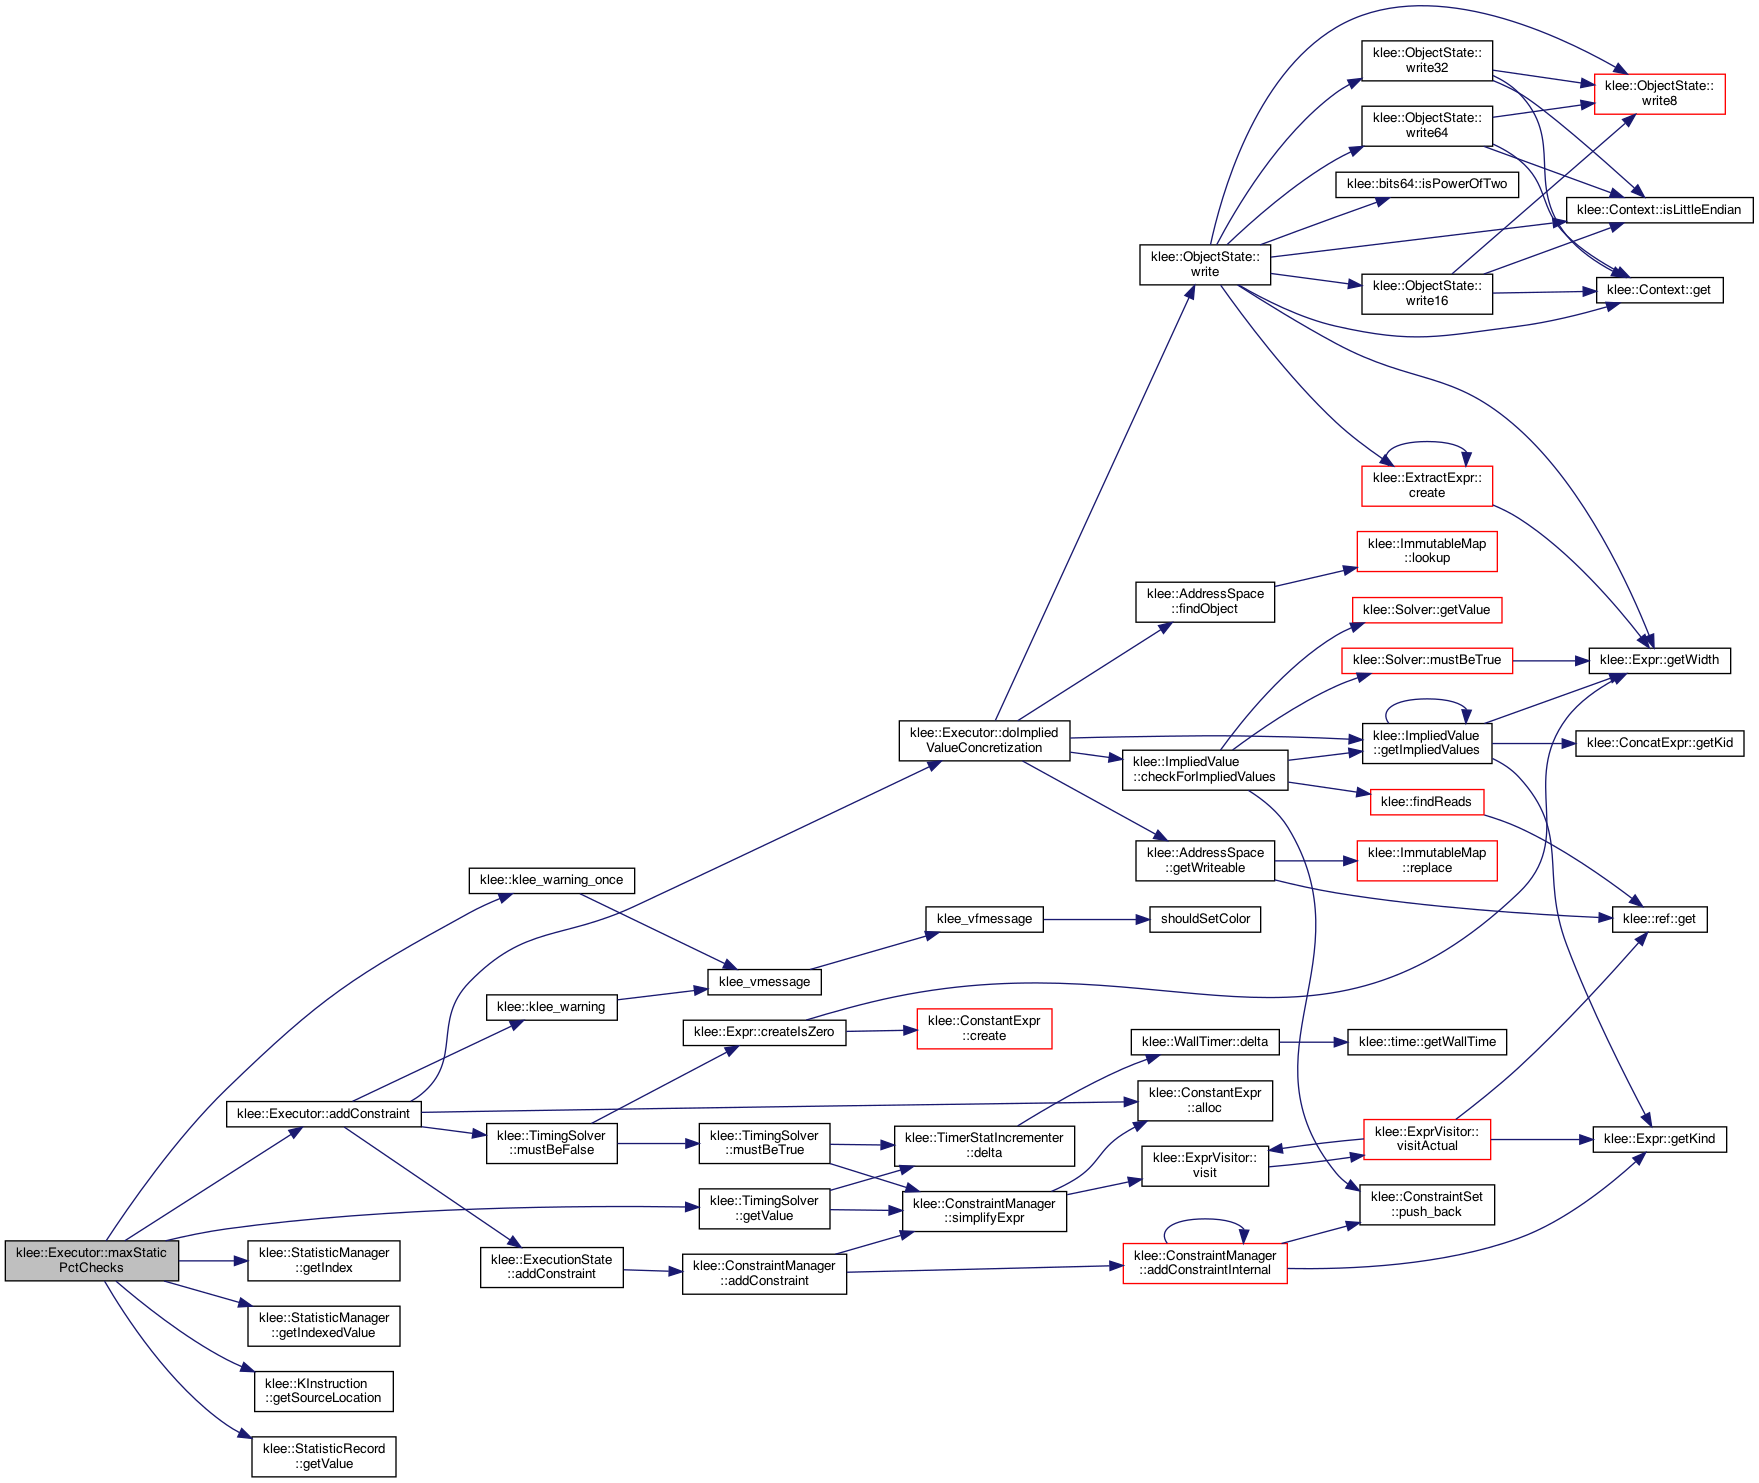 klee::ObjectState::
write32
klee::ObjectState::
write8
klee::ObjectState::
write64
klee::bits64::isPowerOfTwo
klee::Context::isLittleEndian
klee::ObjectState::
write
klee::ObjectState::
write16
klee::Context::get
klee::ExtractExpr::
create
klee::ImmutableMap
::lookup
klee::AddressSpace
::findObject
klee::Solver::getValue
klee::Solver::mustBeTrue
klee::Expr::getWidth
klee::Executor::doImplied
ValueConcretization
klee::ImpliedValue
::getImpliedValues
klee::ConcatExpr::getKid
klee::ImpliedValue
::checkForImpliedValues
klee::findReads
klee::AddressSpace
::getWriteable
klee::ImmutableMap
::replace
klee::klee_warning_once
klee_vfmessage
shouldSetColor
klee::ref::get
klee_vmessage
klee::klee_warning
klee::Expr::createIsZero
klee::ConstantExpr
::create
klee::WallTimer::delta
klee::time::getWallTime
klee::Executor::addConstraint
klee::ConstantExpr
::alloc
klee::TimingSolver
::mustBeFalse
klee::TimingSolver
::mustBeTrue
klee::TimerStatIncrementer
::delta
klee::ExprVisitor::
visitActual
klee::Expr::getKind
klee::ExprVisitor::
visit
klee::TimingSolver
::getValue
klee::ConstraintManager
::simplifyExpr
klee::ConstraintSet
::push_back
klee::Executor::maxStatic
PctChecks
klee::StatisticManager
::getIndex
klee::ExecutionState
::addConstraint
klee::ConstraintManager
::addConstraint
klee::ConstraintManager
::addConstraintInternal
klee::StatisticManager
::getIndexedValue
klee::KInstruction
::getSourceLocation
klee::StatisticRecord
::getValue